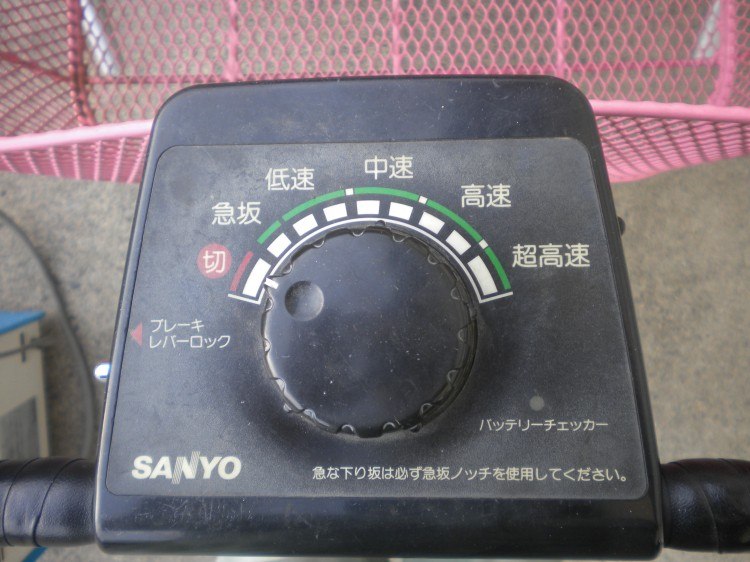 中速
低速
高速
急坂
超高速
切
ブレーキ
レバーロック
バッテリーチェッカー
SANYO
急な下り坂は必ず急坂ノッチを使用してください。